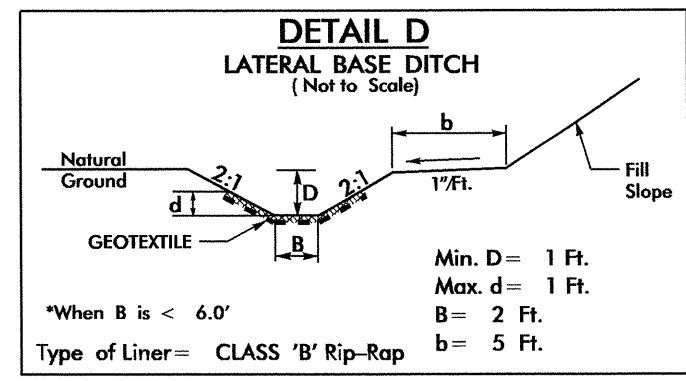 DETAIL D
LATERAL BASE DITCH
( Not to Scale)
b
Natural
Ground
2:1
D
2:1
1"/Ft.
Fill
Slope
d
GEOTEXTILE
B
Min. D= 1 Ft.
Max. d= 1 Ft.
*When B is < 6.0'
B= 2 Ft.
Type of Liner= CLASS 'B' Rip-Rap
b= 5 Ft.